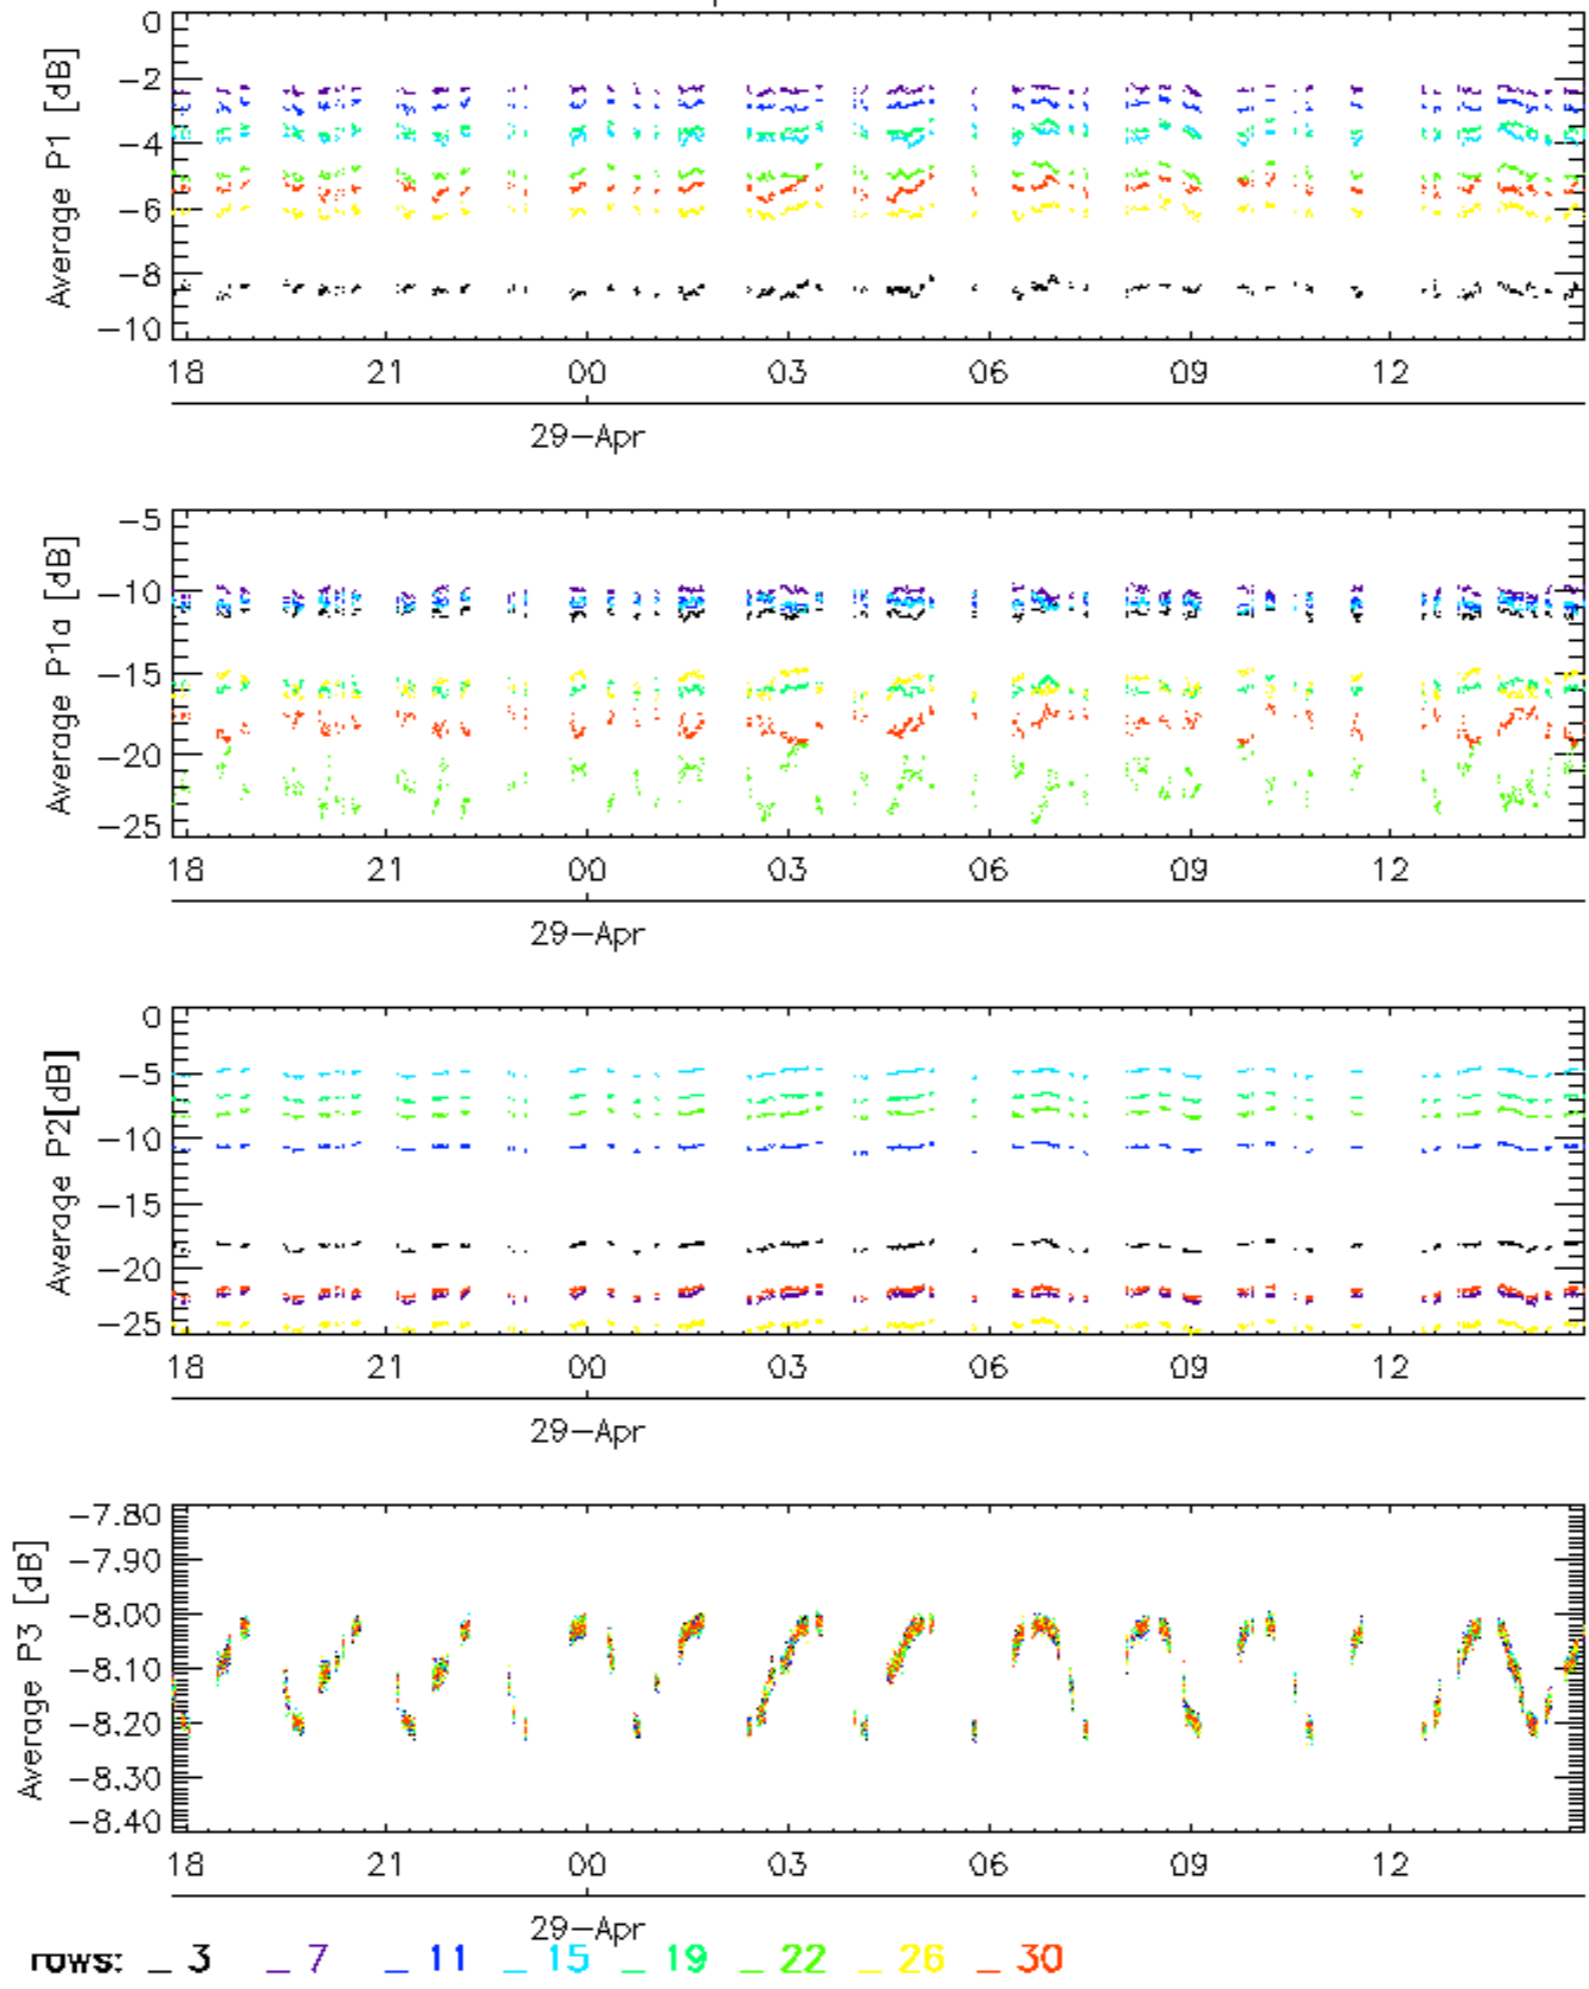 Average P1 [dB]
0
−2
−4
−6
−8
−10
18 21 00 03 06 09 12
29−Apr
Average P1a [dB]
−5
−10
−15
−20
−25
18 21 00 03 06 09 12
29−Apr
Average P2[dB]
0
−5
−10
−15
−20
−25
18 21 00 03 06 09 12
29−Apr
Average P3 [dB]
−7.80
−7.90
−8.00
−8.10
−8.20
−8.30
−8.40
18 21 00 03 06 09 12
29−Apr
rows: _ 3 _ 7 _ 11 _ 15 _ 19 _ 22 _ 26 _ 30